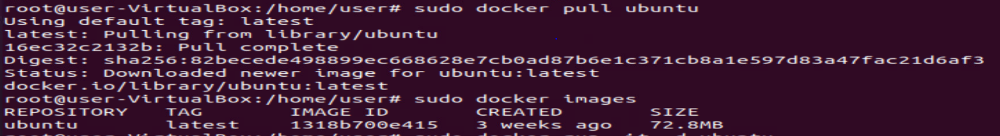 root@user-VirtualBox:/home/user# sudo docker pull ubuntu
Using default tag: latest
latest: Pulling from library/ubuntu
16ec32c2132b: Pull complete
Digest: sha256:82becede498899ec668628e7cb0ad87b6e1c371cb8a1e597d83a47fac21d6af3
Status: Downloaded newer image for ubuntu:latest
docker.io/library/ubuntu:latest
root@user-VirtualBox:/home/user# sudo docker images
REPOSITORY TAG IMAGE ID CREATED SIZE
ubuntu latest 1318b700e415 3 weeks ago 72.8MB